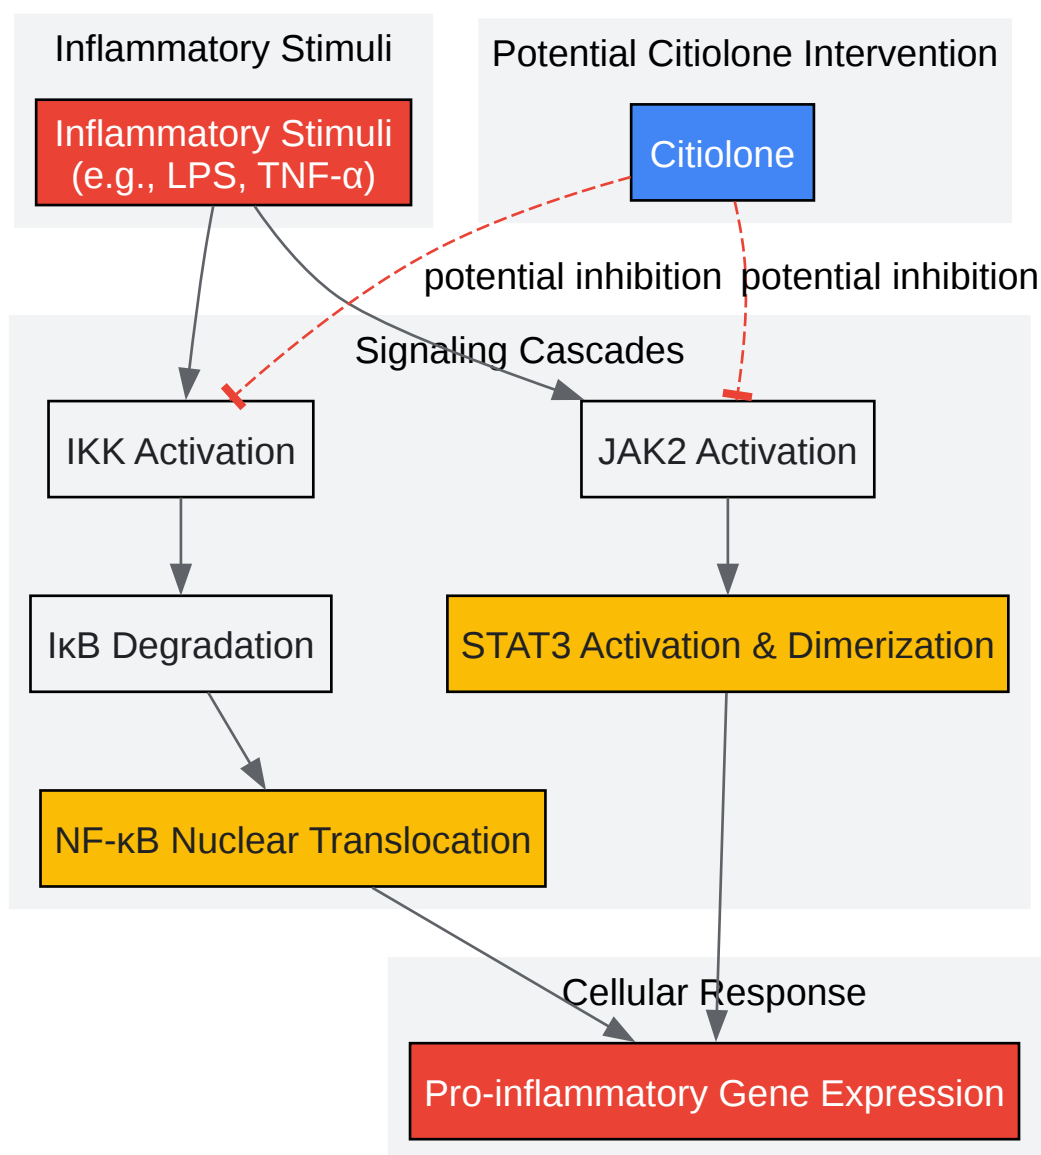 Inflammatory Stimuli
Potential Citiolone Intervention
Inflammatory Stimuli
(e.g., LPS, TNF-α)
Citiolone
potential inhibition
potential inhibition
Signaling Cascades
IKK Activation
JAK2 Activation
IκB Degradation
STAT3 Activation & Dimerization
NF-κB Nuclear Translocation
Cellular Response
Pro-inflammatory Gene Expression